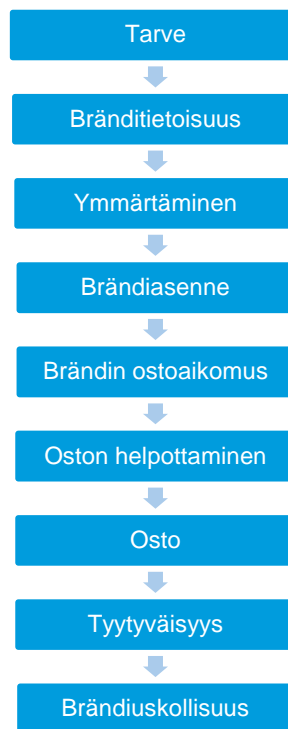 Tarve
Bränditietoisuus
Ymmärtäminen
Brändiasenne
Brändin ostoaikomus
Oston helpottaminen
Osto
Tyytyväisyys
Brändiuskollisuus